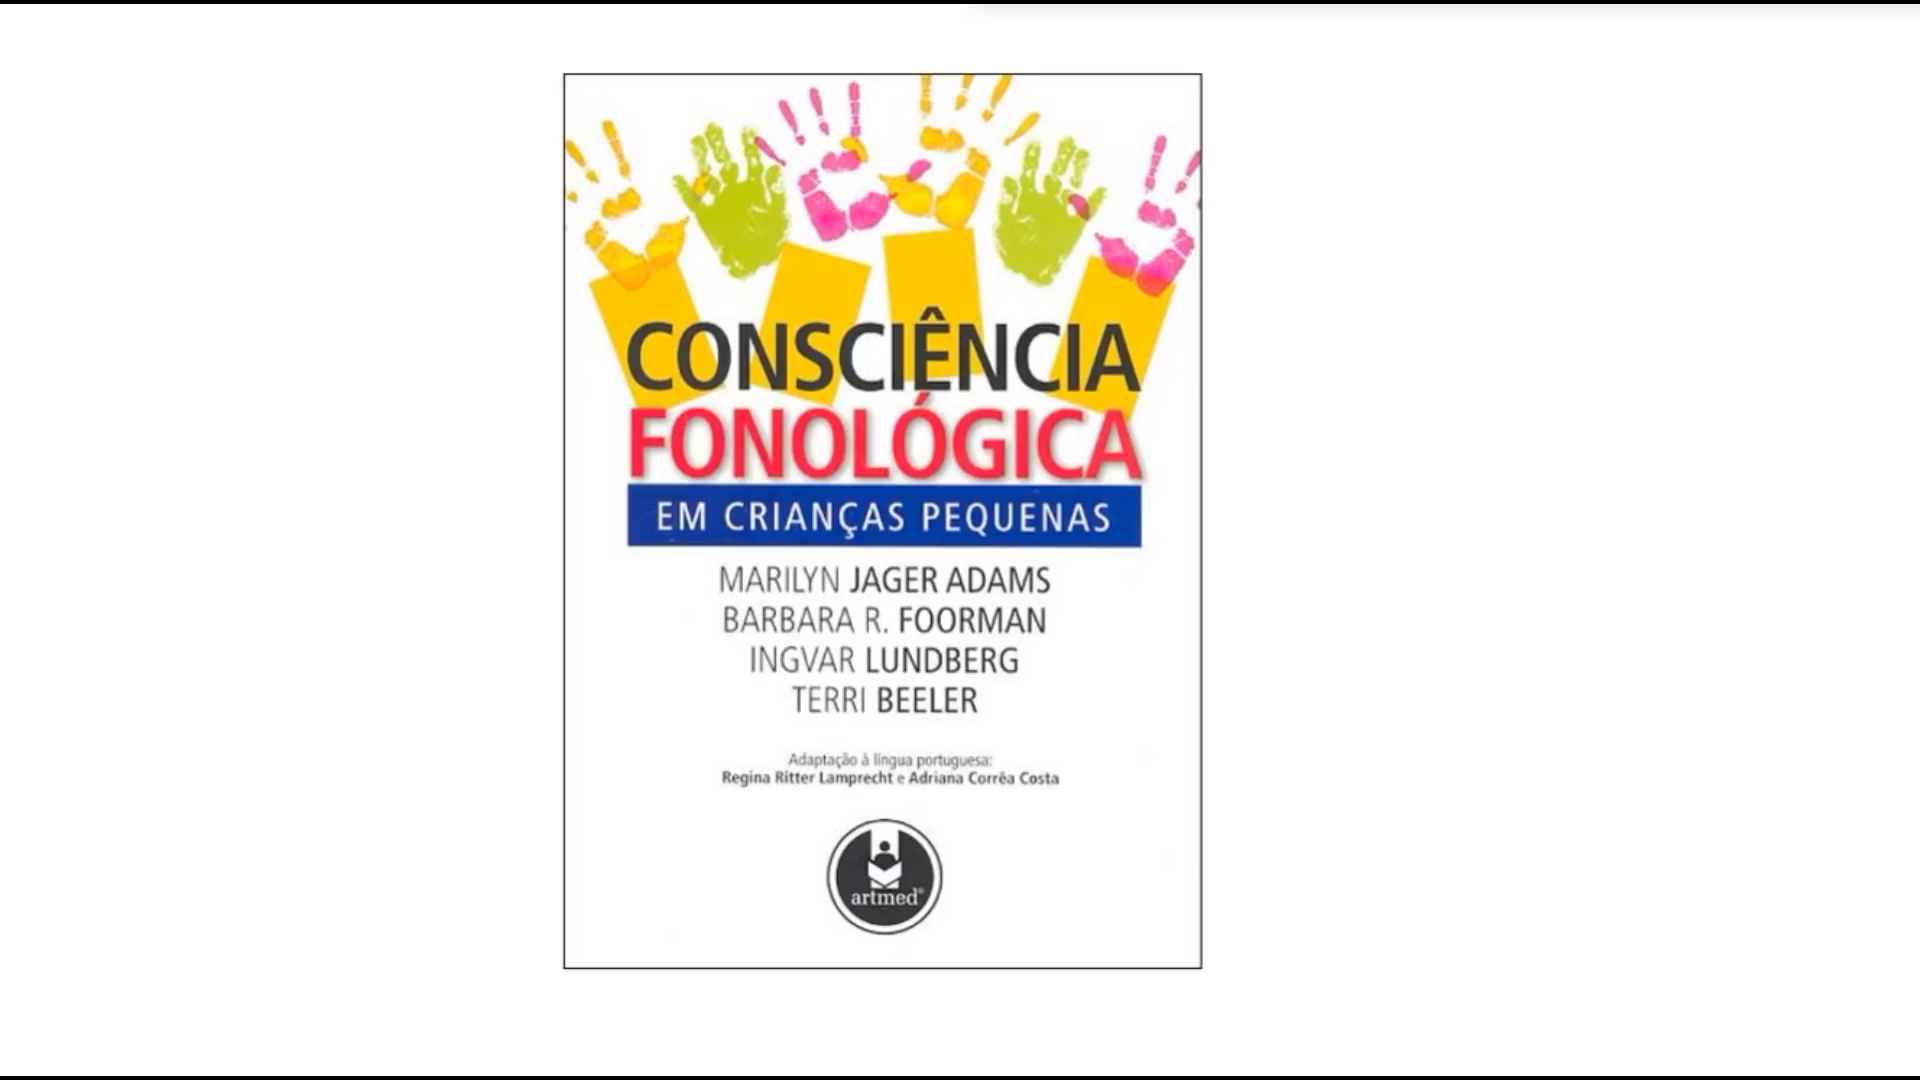 CONSCIÊNCIA
FONOLÓGICA
EM CRIANÇAS PEQUENAS
MARILYN JAGER ADAMS
BARBARA R. FOORMAN
INGVAR LUNDBERG
TERRI BEELER
Adaptação à língua portuguesa:
Regina Ritter Lamprecht e Adriana Corrêa Costa
artmed®